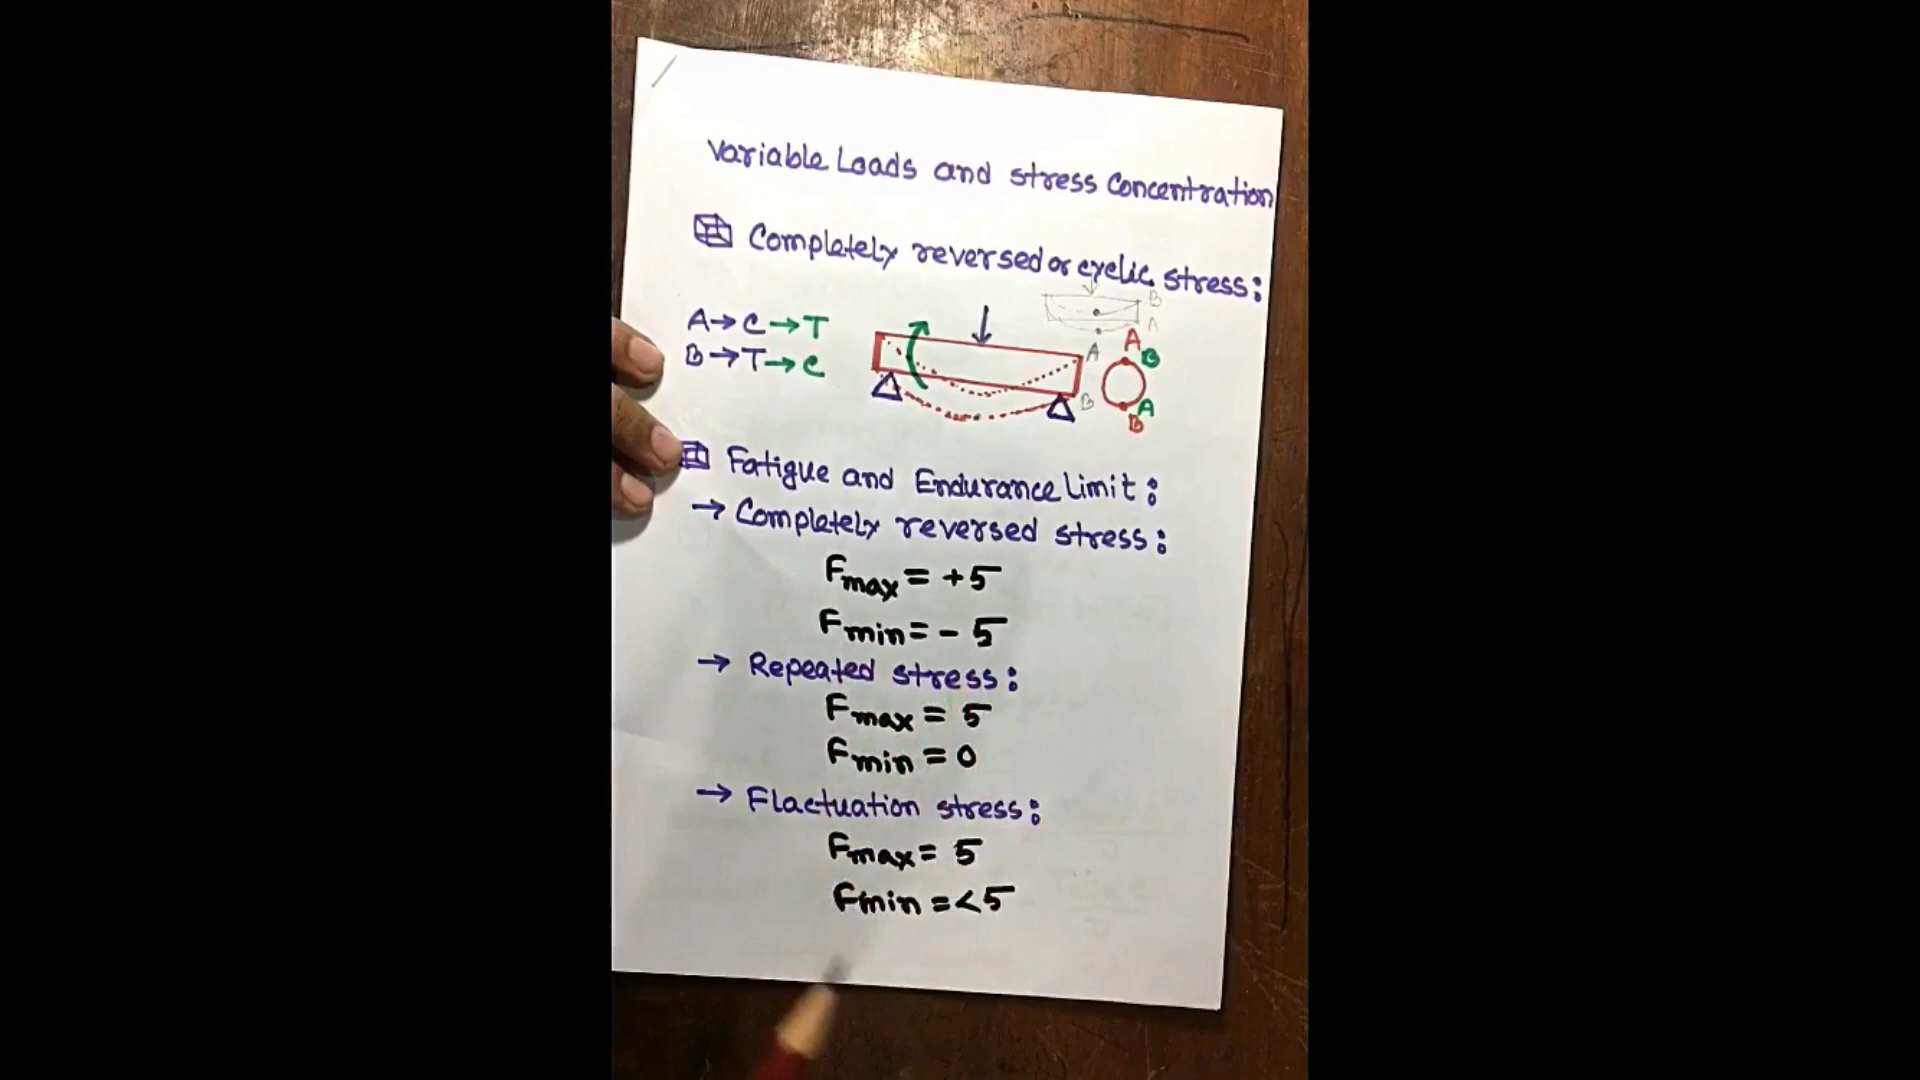 Variable Loads and stress Concentration
Completely reversed or cyclic stress:
A→C→T
B→T→C
B
A
A
B
A
B
A
B
Fatigue and Endurance Limit:
→ Completely reversed stress:
Fmax = +5
Fmin = - 5
→ Repeated stress:
Fmax = 5
Fmin = 0
→ Flactuation stress:
Fmax = 5
Fmin = <5